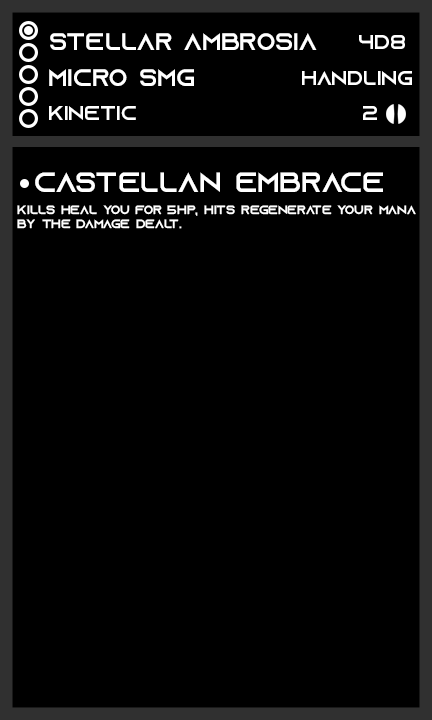 STELLAR AMBROSIA 4D8
MICRO SMG HANDLING
KINETIC 2
CASTELLAN EMBRACE
KILLS HEAL YOU FOR 5HP, HITS REGENERATE YOUR MANA
BY THE DAMAGE DEALT.